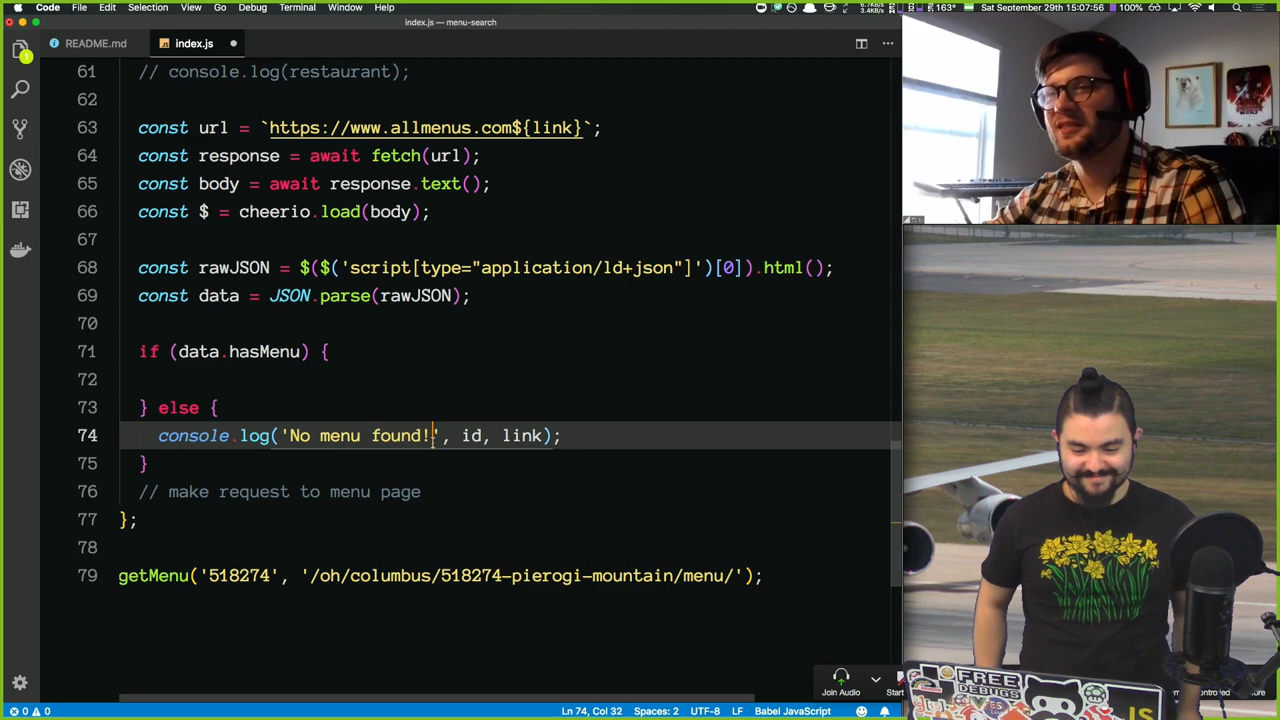 Code File Edit Selection View Go Debug Terminal Window Help
163° 100% Sat September 29th 15:07:56
index.js — menu-search
README.md
JS index.js
61 // console.log(restaurant);
62
63 const url = `https://www.allmenus.com${link}`;
64 const response = await fetch(url);
65 const body = await response.text();
66 const $ = cheerio.load(body);
67
68 const rawJSON = $($('script[type="application/ld+json"]')[0]).html();
69 const data = JSON.parse(rawJSON);
70
71 if (data.hasMenu) {
72
73 } else {
74 console.log('No menu found!', id, link);
75 }
76 // make request to menu page
77 };
78
79 getMenu('518274', '/oh/columbus/518274-pierogi-mountain/menu/');
Join Audio
Start
FREE
DEBUGS
JS
0 0
Ln 74, Col 32 Spaces: 2 UTF-8 LF Babel JavaScript